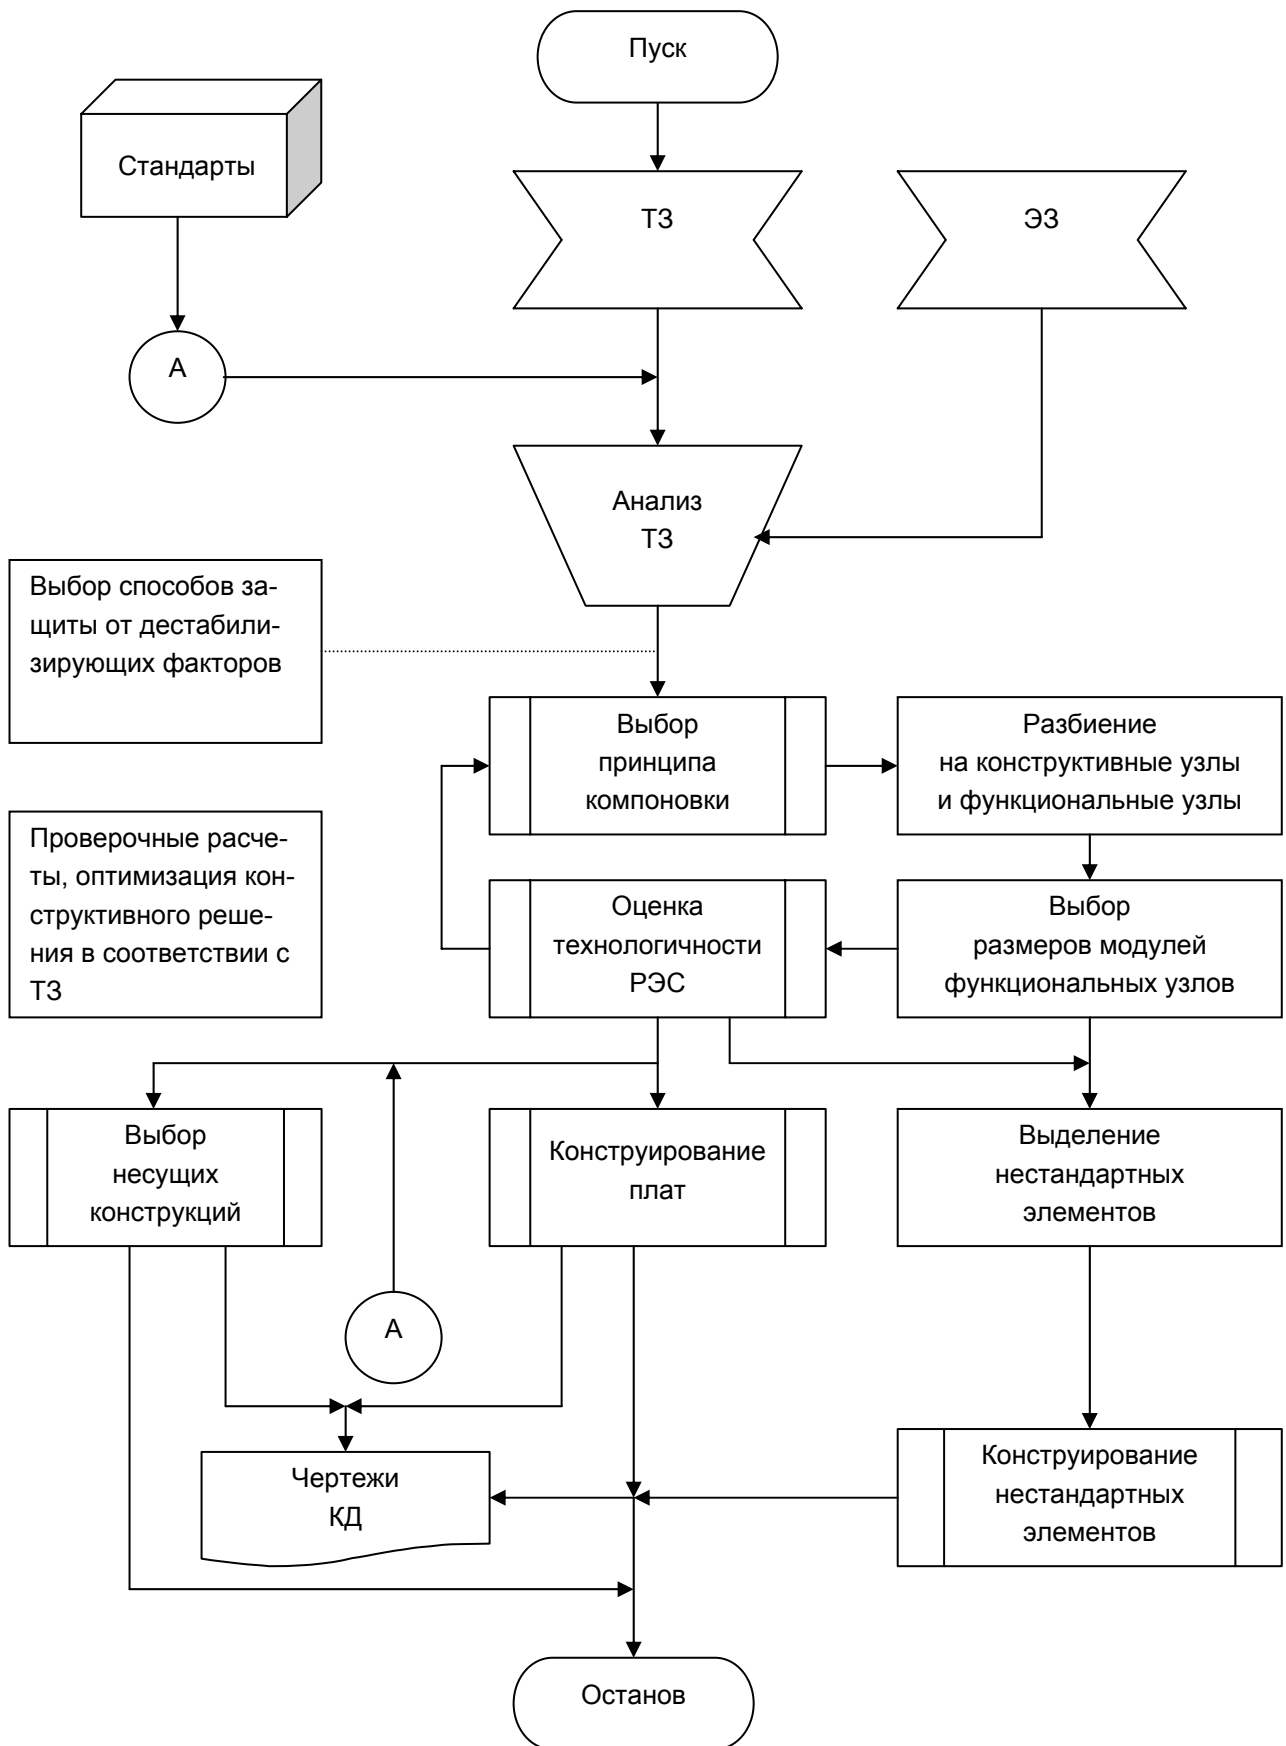 Пуск
Стандарты
ТЗ
ЭЗ
А
Анализ
ТЗ
Выбор способов за-
щиты от дестабили-
зирующих факторов
Выбор
принципа
компоновки
Разбиение
на конструктивные узлы
и функциональные узлы
Проверочные расче-
ты, оптимизация кон-
структивного реше-
ния в соответствии с
ТЗ
Оценка
технологичности
РЭС
Выбор
размеров модулей
функциональных узлов
Выбор
несущих
конструкций
Конструирование
плат
Выделение
нестандартных
элементов
А
Чертежи
КД
Конструирование
нестандартных
элементов
Останов